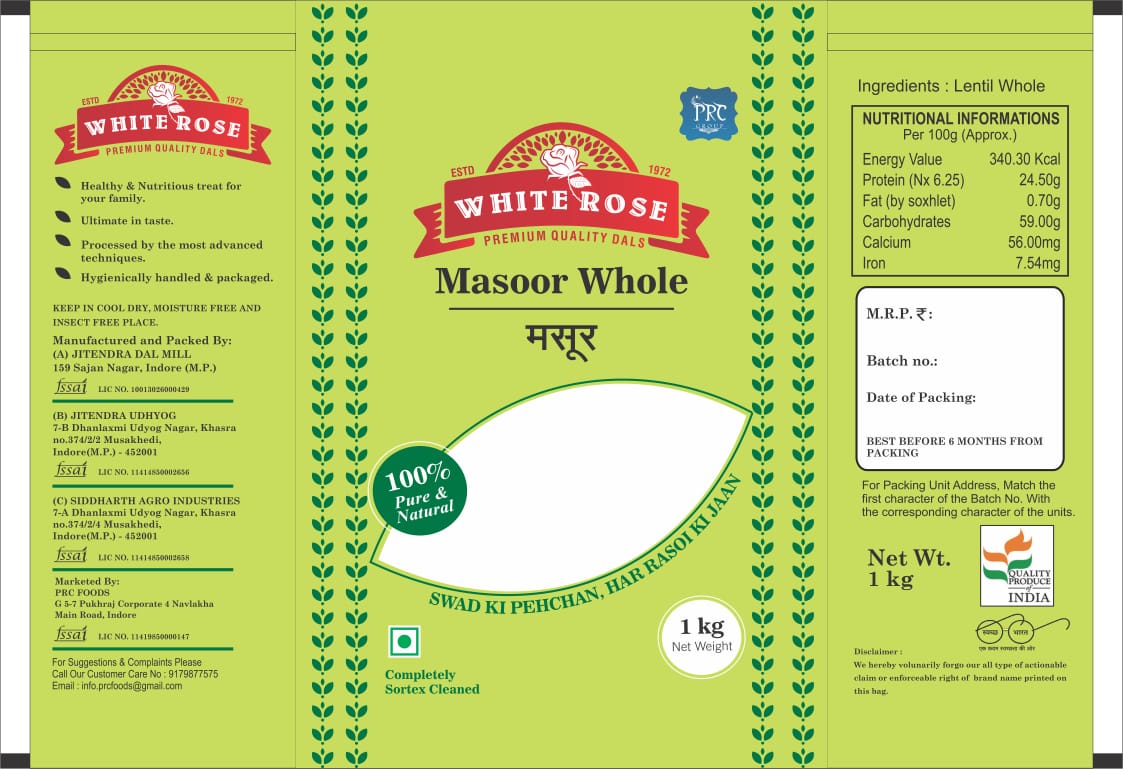 ESTD 1972
WHITE ROSE
PREMIUM QUALITY DALS
Healthy & Nutritious treat for
your family.
Ultimate in taste.
Processed by the most advanced
techniques.
Hygienically handled & packaged.
KEEP IN COOL DRY, MOISTURE FREE AND
INSECT FREE PLACE.
Manufactured and Packed By:
(A) JITENDRA DAL MILL
159 Sajan Nagar, Indore (M.P.)
fssai LIC NO. 10013026000429
(B) JITENDRA UDHYOG
7-B Dhanlaxmi Udyog Nagar, Khasra
no.374/2/2 Musakhedi,
Indore(M.P.) - 452001
fssai LIC NO. 11414850002656
(C) SIDDHARTH AGRO INDUSTRIES
7-A Dhanlaxmi Udyog Nagar, Khasra
no.374/2/4 Musakhedi,
Indore(M.P.) - 452001
fssai LIC NO. 11414850002658
Marketed By:
PRC FOODS
G 5-7 Pukhraj Corporate 4 Navlakha
Main Road, Indore
fssai LIC NO. 11419850000147
For Suggestions & Complaints Please
Call Our Customer Care No : 9179877575
Email : info.prcfoods@gmail.com
PRC
GROUP
ESTD 1972
WHITE ROSE
PREMIUM QUALITY DALS
Masoor Whole
मसूर
100%
Pure &
Natural
SWAD KI PEHCHAN, HAR RASOI KI JAAN
1 kg
Net Weight
Completely
Sortex Cleaned
Ingredients : Lentil Whole
NUTRITIONAL INFORMATIONS
Per 100g (Approx.)
Energy Value 340.30 Kcal
Protein (Nx 6.25) 24.50g
Fat (by soxhlet) 0.70g
Carbohydrates 59.00g
Calcium 56.00mg
Iron 7.54mg
M.R.P. ₹:
Batch no.:
Date of Packing:
BEST BEFORE 6 MONTHS FROM
PACKING
For Packing Unit Address, Match the
first character of the Batch No. With
the corresponding character of the units.
Net Wt.
1 kg
QUALITY
PRODUCE
of
INDIA
स्वच्छ भारत
एक कदम स्वच्छता की ओर
Disclaimer :
We hereby volunarily forgo our all type of actionable
claim or enforceable right of brand name printed on
this bag.